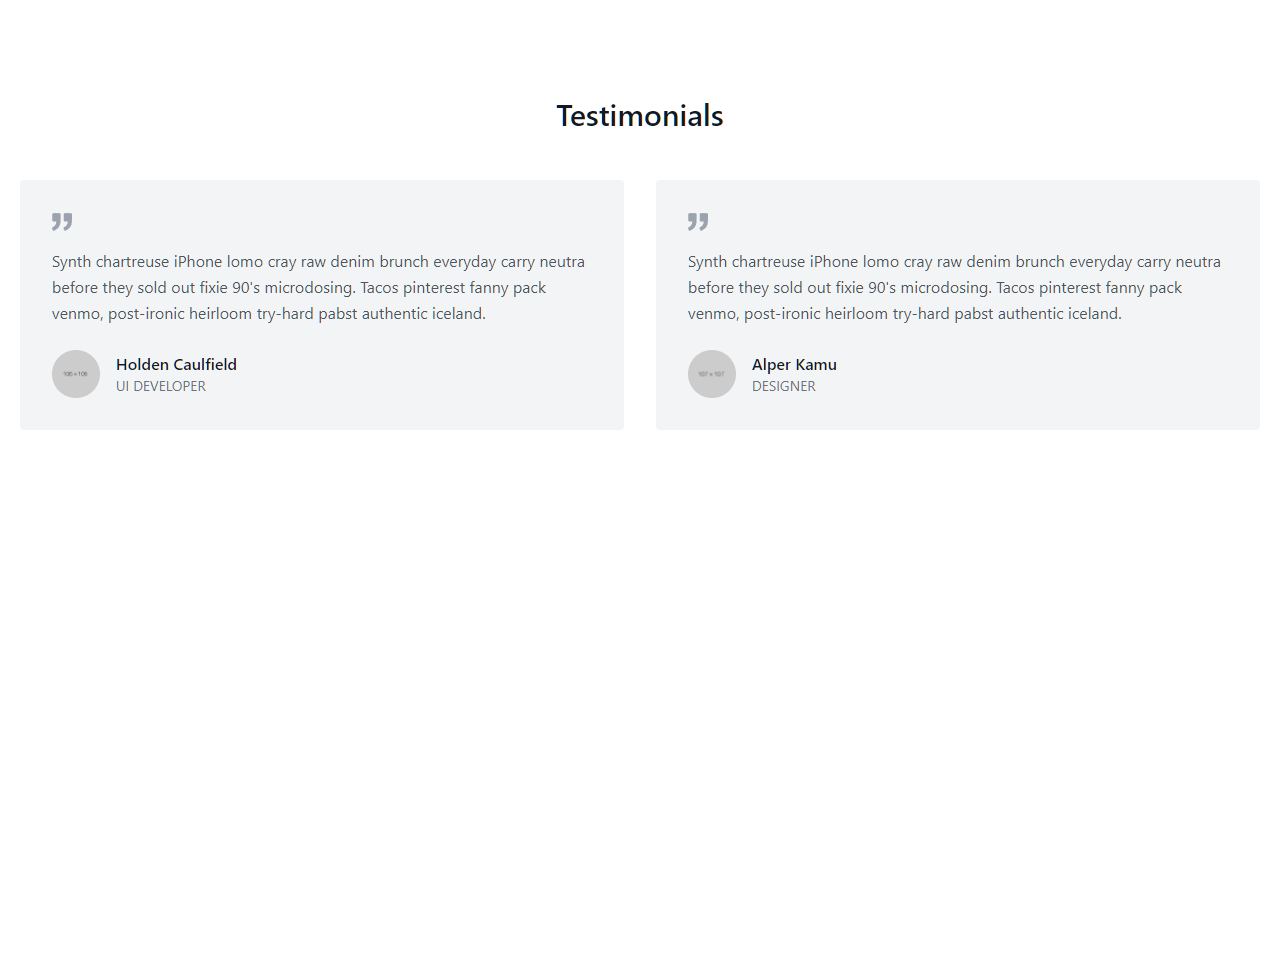 Testimonials
Synth chartreuse iPhone lomo cray raw denim brunch everyday carry neutra
before they sold out fixie 90's microdosing. Tacos pinterest fanny pack
venmo, post-ironic heirloom try-hard pabst authentic iceland.
106 × 106
Holden Caulfield
UI DEVELOPER
Synth chartreuse iPhone lomo cray raw denim brunch everyday carry neutra
before they sold out fixie 90's microdosing. Tacos pinterest fanny pack
venmo, post-ironic heirloom try-hard pabst authentic iceland.
107 × 107
Alper Kamu
DESIGNER